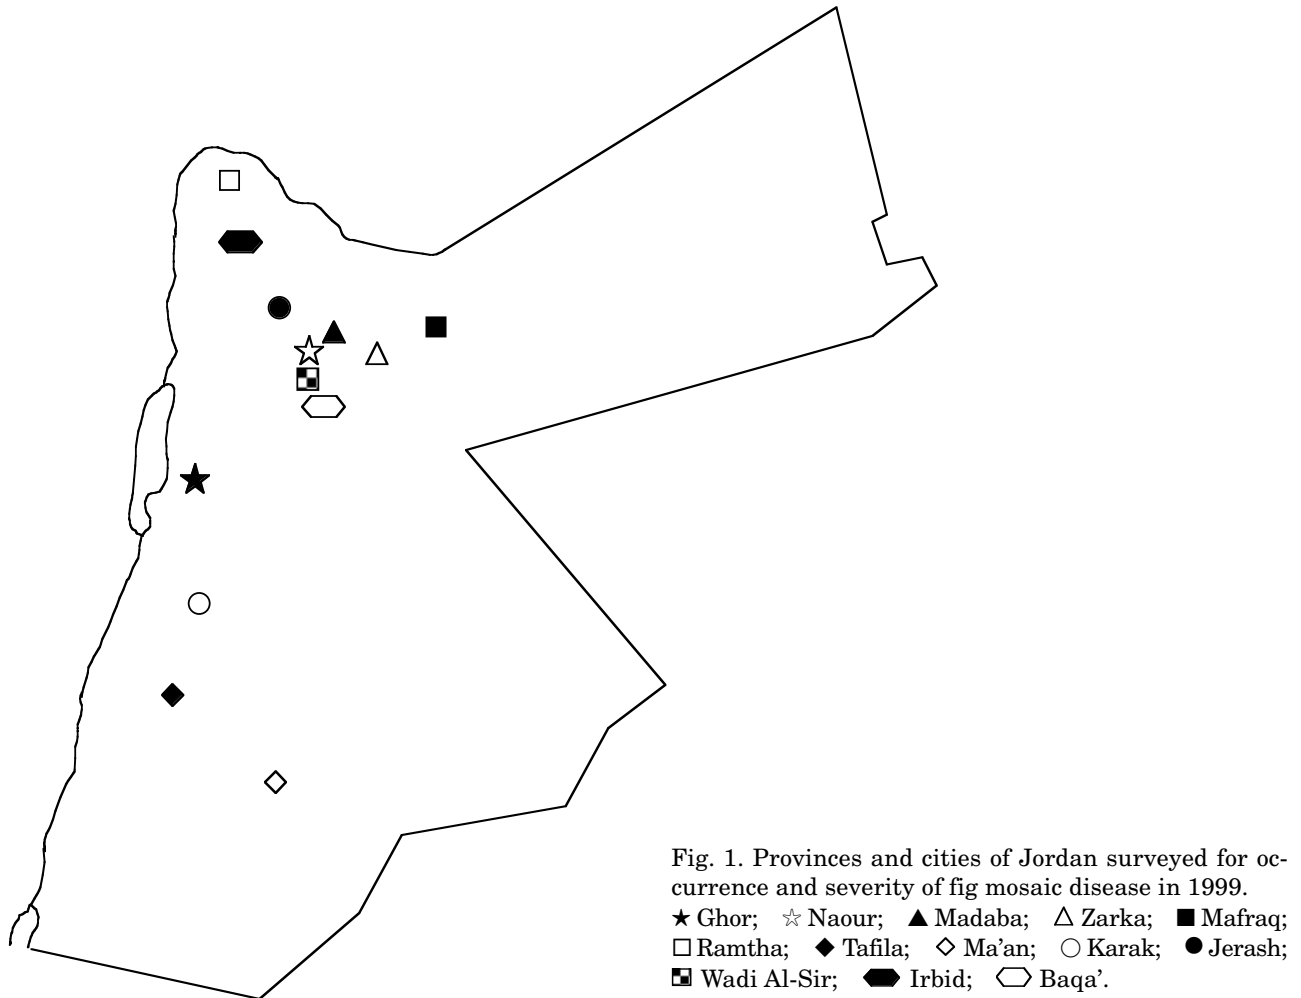 Fig. 1. Provinces and cities of Jordan surveyed for oc-
currence and severity of fig mosaic disease in 1999.
★ Ghor; ☆ Naour; ▲ Madaba; △ Zarka; ■ Mafraq;
□ Ramtha; ◆ Tafila; ◇ Ma’an; ○ Karak; ● Jerash;
Wadi Al-Sir; Irbid; Baqa’.